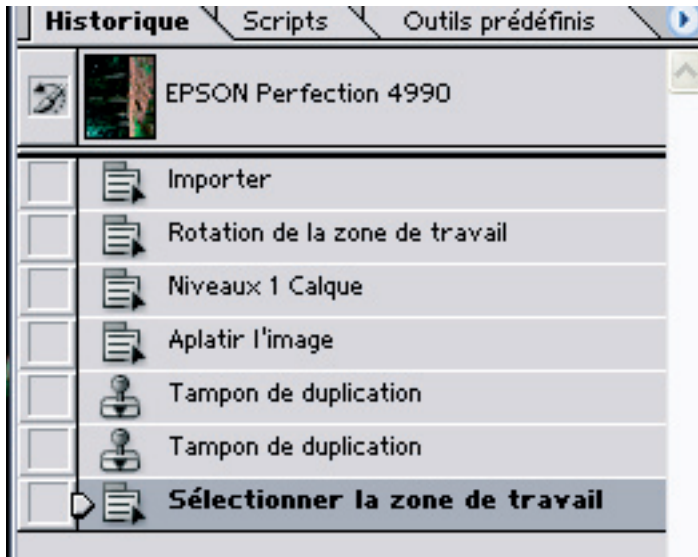 Historique Scripts Outils prédéfinis
EPSON Perfection 4990
Importer
Rotation de la zone de travail
Niveaux 1 Calque
Aplatir l'image
Tampon de duplication
Tampon de duplication
Sélectionner la zone de travail